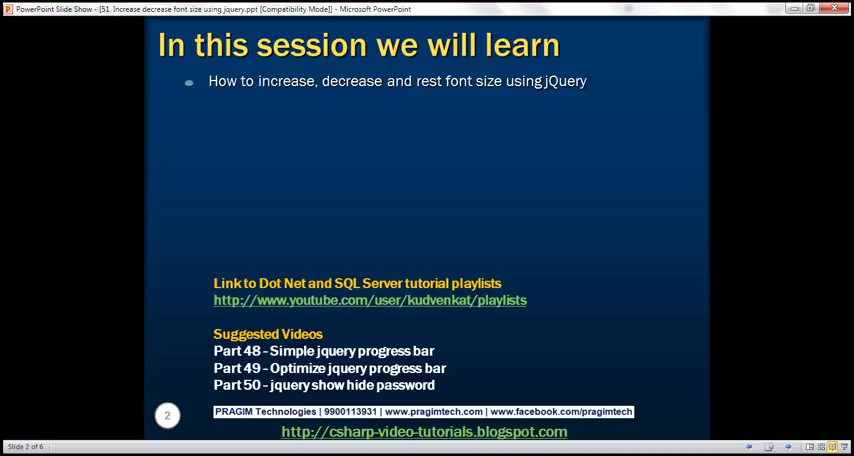 PowerPoint Slide Show - [51. Increase decrease font size using jquery.ppt [Compatibility Mode]] - Microsoft PowerPoint
In this session we will learn
How to increase, decrease and rest font size using jQuery
Link to Dot Net and SQL Server tutorial playlists
http://www.youtube.com/user/kudvenkat/playlists
Suggested Videos
Part 48 - Simple jquery progress bar
Part 49 - Optimize jquery progress bar
Part 50 - jquery show hide password
2
PRAGIM Technologies | 9900113931 | www.pragimtech.com | www.facebook.com/pragimtech
http://csharp-video-tutorials.blogspot.com
Slide 2 of 6